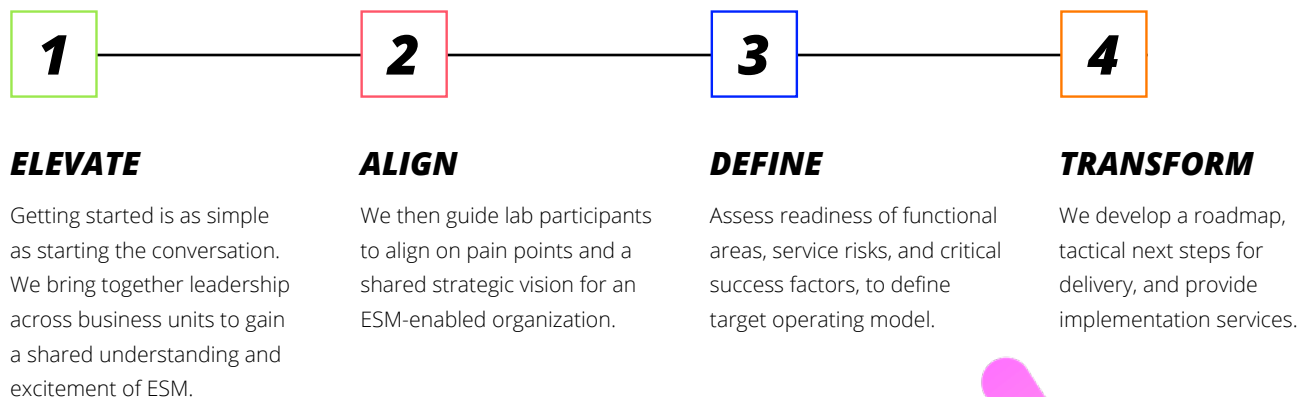 1
2
3
4
ELEVATE
Getting started is as simple
as starting the conversation.
We bring together leadership
across business units to gain
a shared understanding and
excitement of ESM.
ALIGN
We then guide lab participants
to align on pain points and a
shared strategic vision for an
ESM-enabled organization.
DEFINE
Assess readiness of functional
areas, service risks, and critical
success factors, to define
target operating model.
TRANSFORM
We develop a roadmap,
tactical next steps for
delivery, and provide
implementation services.